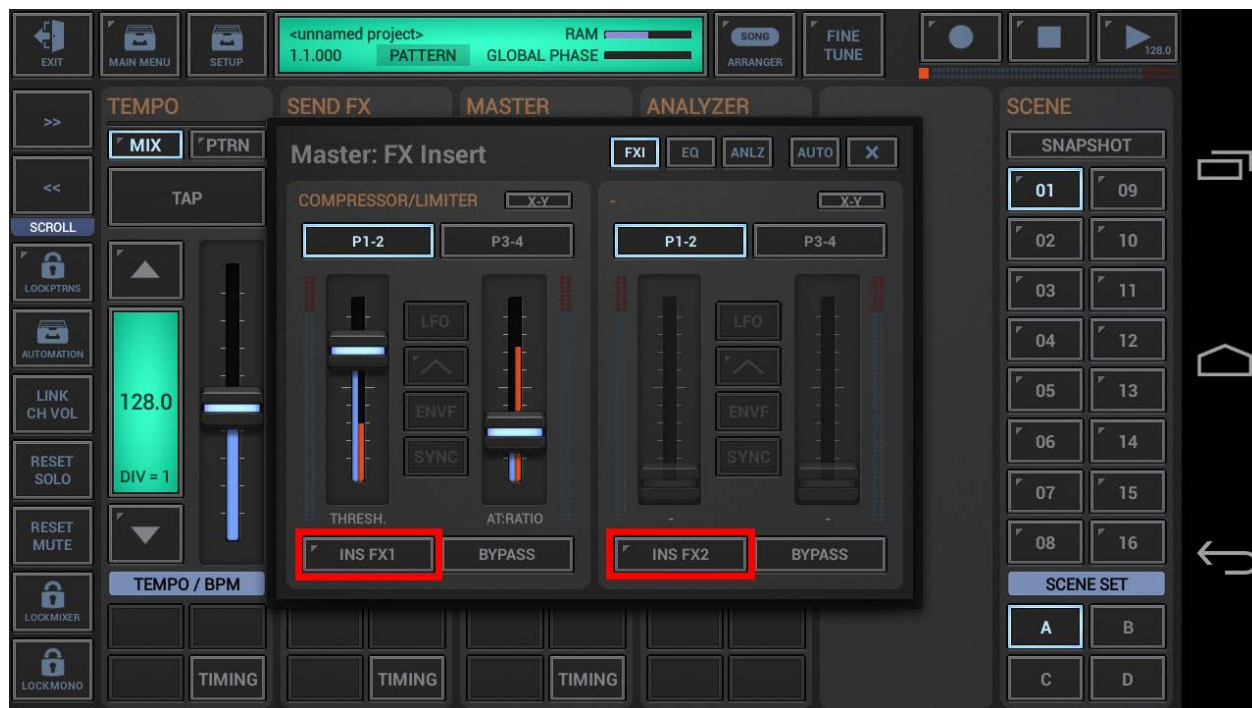 <unnamed project>
RAM
1.1.000
PATTERN
GLOBAL PHASE
EXIT
MAIN MENU
SETUP
SONG
ARRANGER
FINE
TUNE
128.0
>>
<<
SCROLL
LOCKPTRNS
AUTOMATION
LINK
CH VOL
RESET
SOLO
RESET
MUTE
LOCKMIXER
LOCKMONO
TEMPO
MIX
PTRN
TAP
128.0
DIV = 1
TEMPO / BPM
TIMING
SEND FX
MASTER
ANALYZER
Master: FX Insert
FXI
EQ
ANLZ
AUTO
X
COMPRESSOR/LIMITER
X-Y
P1-2
P3-4
LFO
ENVF
SYNC
THRESH.
AT:RATIO
INS FX1
BYPASS
-
X-Y
P1-2
P3-4
LFO
ENVF
SYNC
-
-
INS FX2
BYPASS
TIMING
TIMING
SCENE
SNAPSHOT
01
09
02
10
03
11
04
12
05
13
06
14
07
15
08
16
SCENE SET
A
B
C
D